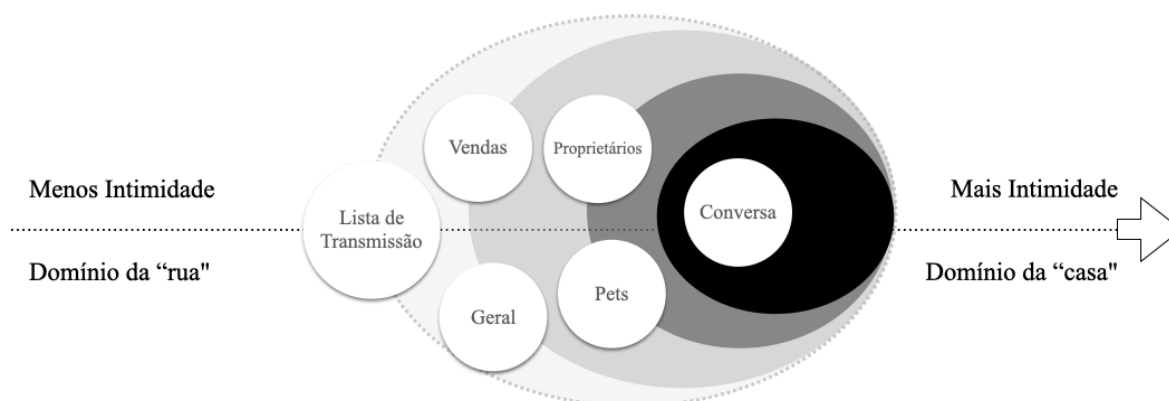 Vendas
Proprietários
Menos Intimidade
Mais Intimidade
Lista de
Transmissão
Conversa
Domínio da “rua"
Domínio da “casa"
Geral
Pets